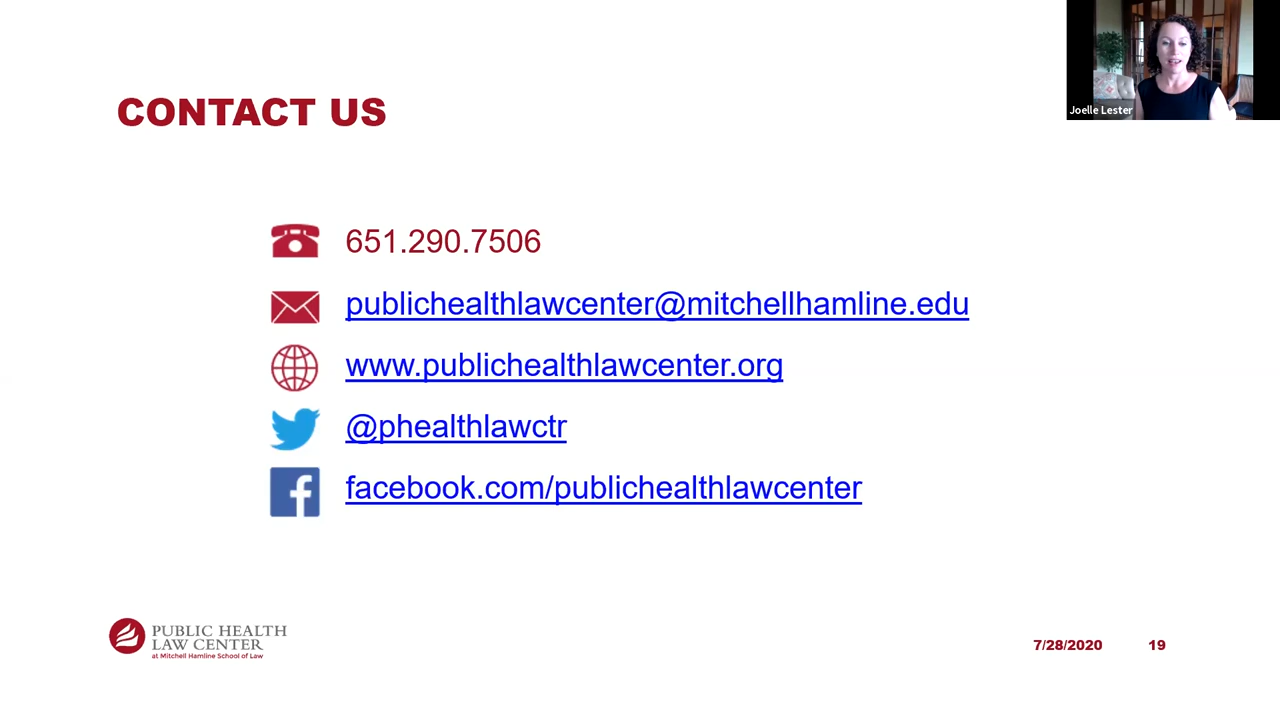 Joelle Lester
CONTACT US
651.290.7506
publichealthlawcenter@mitchellhamline.edu
www.publichealthlawcenter.org
@phealthlawctr
facebook.com/publichealthlawcenter
PUBLIC HEALTH
LAW CENTER
at Mitchell Hamline School of Law
7/28/2020 19